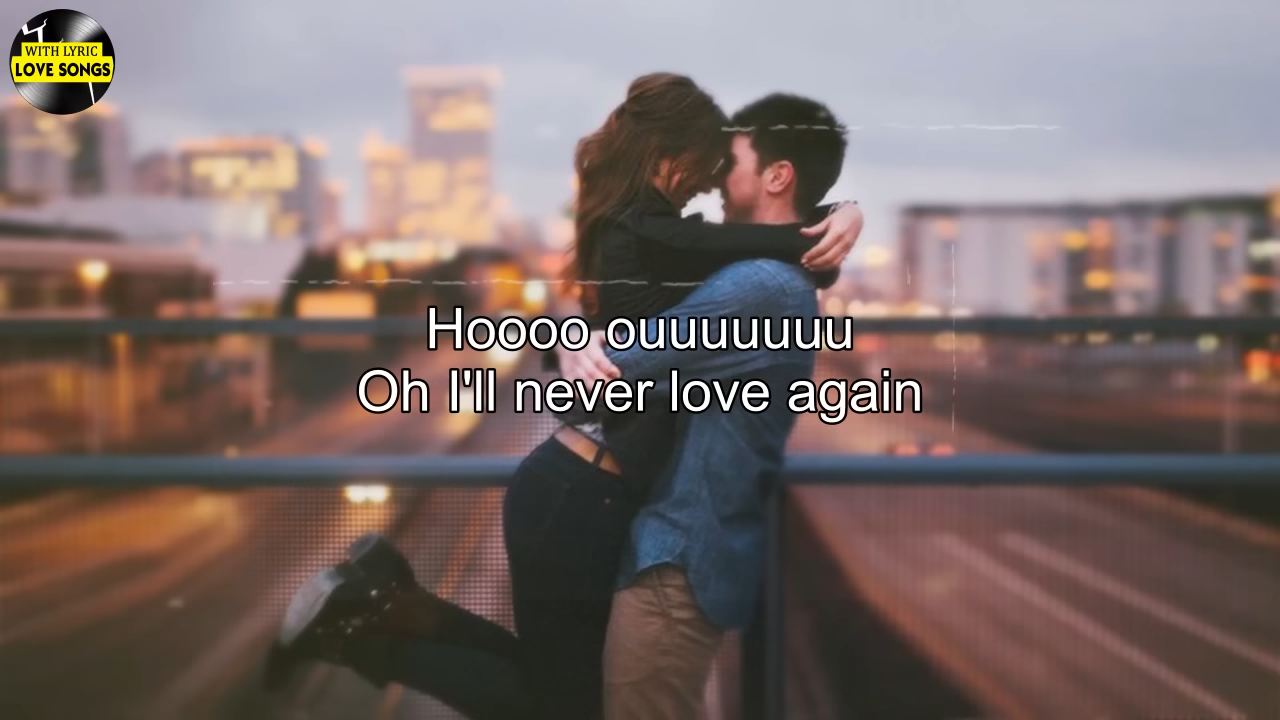 WITH LYRIC
LOVE SONGS
Hoooo ouuuuuuu
Oh I'll never love again